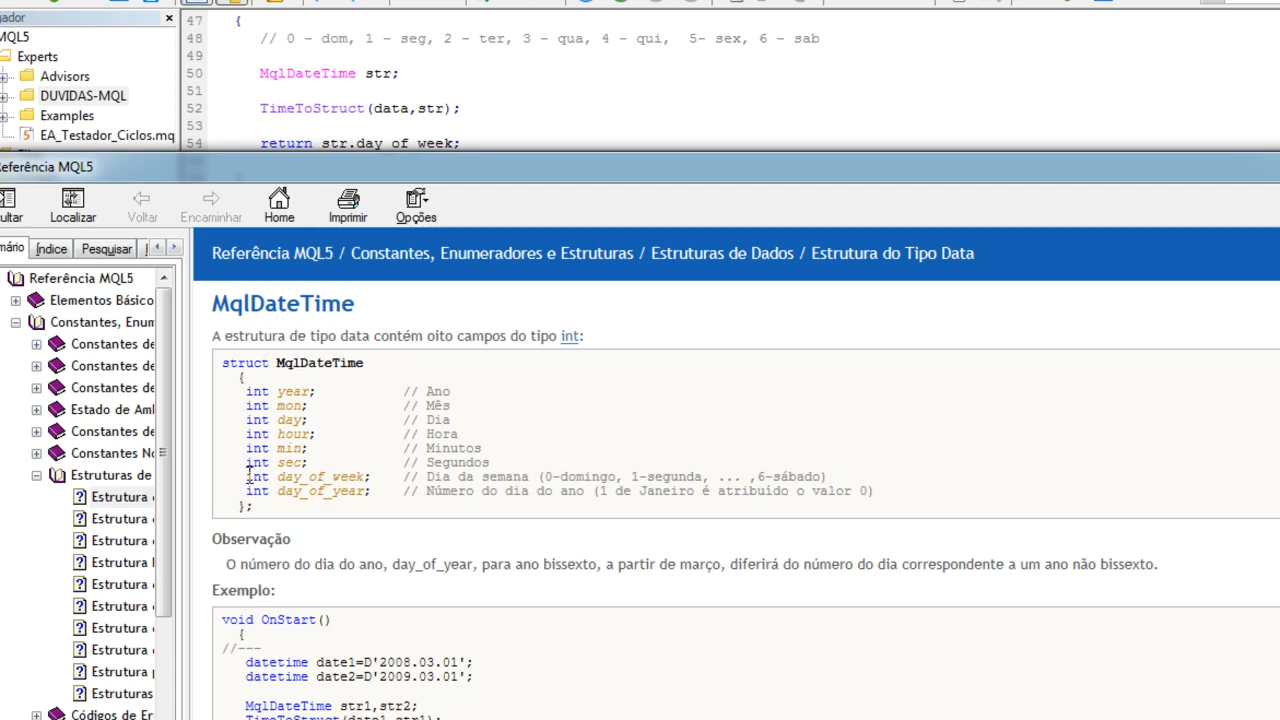 gador
MQL5
Experts
Advisors
DUVIDAS-MQL
Examples
EA_Testador_Ciclos.mq
47 {
48 // 0 - dom, 1 - seg, 2 - ter, 3 - qua, 4 - qui, 5- sex, 6 - sab
49
50 MqlDateTime str;
51
52 TimeToStruct(data,str);
53
54 return str.day_of_week;
Referência MQL5
ultar Localizar Voltar Encaminhar Home Imprimir Opções
mário Índice Pesquisar
Referência MQL5
Elementos Básico
Constantes, Enum
Constantes de
Constantes de
Constantes de
Estado de Aml
Constantes de
Constantes No
Estruturas de
Estrutura
Estrutura
Estrutura
Estrutura
Estrutura
Estrutura
Estrutura
Estrutura
Estrutura
Estruturas
Códigos de Er
Referência MQL5 / Constantes, Enumeradores e Estruturas / Estruturas de Dados / Estrutura do Tipo Data
MqlDateTime
A estrutura de tipo data contém oito campos do tipo int:
struct MqlDateTime
{
int year; // Ano
int mon; // Mês
int day; // Dia
int hour; // Hora
int min; // Minutos
int sec; // Segundos
int day_of_week; // Dia da semana (0-domingo, 1-segunda, ... ,6-sábado)
int day_of_year; // Número do dia do ano (1 de Janeiro é atribuído o valor 0)
};
Observação
O número do dia do ano, day_of_year, para ano bissexto, a partir de março, diferirá do número do dia correspondente a um ano não bissexto.
Exemplo:
void OnStart()
{
//---
datetime date1=D'2008.03.01';
datetime date2=D'2009.03.01';
MqlDateTime str1,str2;
TimeToStruct(date1,str1);